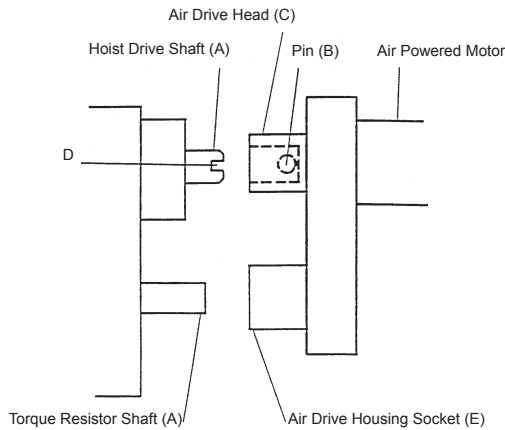 Air Drive Head (C)
Hoist Drive Shaft (A)
Pin (B)
Air Powered Motor
D
Torque Resistor Shaft (A)
Air Drive Housing Socket (E)